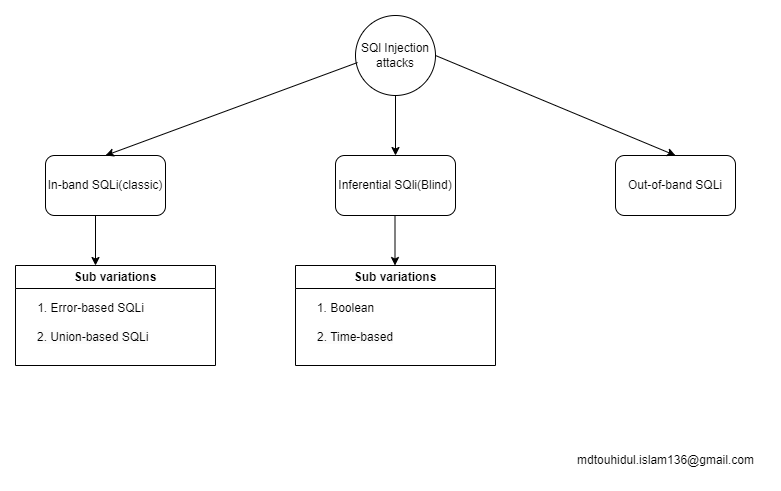 SQl Injection
attacks
In-band SQLi(classic)
Inferential SQli(Blind)
Out-of-band SQLi
Sub variations
1. Error-based SQLi
2. Union-based SQLi
Sub variations
1. Boolean
2. Time-based
mdtouhidul.islam136@gmail.com